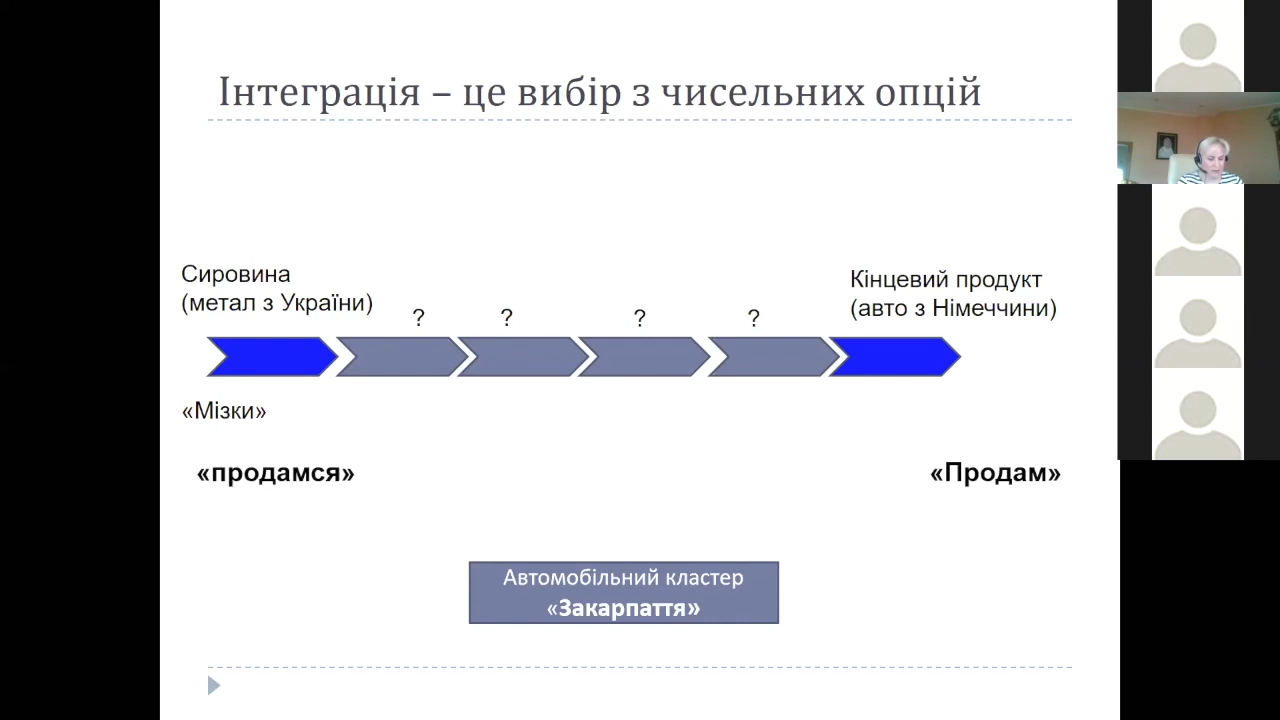 Інтеграція – це вибір з чисельних опцій
Сировина
(метал з України)
Кінцевий продукт
(авто з Німеччини)
? ? ? ?
«Мізки»
«продамся»
«Продам»
Автомобільний кластер
«Закарпаття»